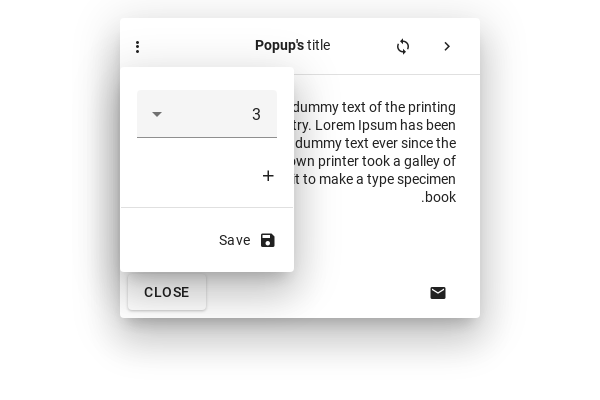 Popup's title
3
dummy text of the printing
try. Lorem Ipsum has been
dummy text ever since the
own printer took a galley of
it to make a type specimen
.book
Save
CLOSE